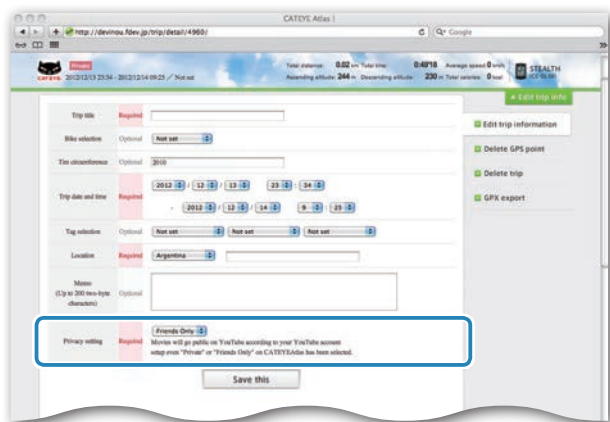 CATEYE Atlas |
http://devinou.fdev.jp/trip/detail/4960/
Google
Private
Total distance 0.02 km Total time 0:49'18 Average speed 0 km/h
STEALTH
CATEYE 2012/12/13 23:34 - 2012/12/14 09:25 / Not set
Ascending altitude 244 m Descending altitude 230 m Total calories 0 kcal
Edit trip info
Trip title Required
Edit trip information
Bike selection Optional Not set
Delete GPS point
Tire circumference Optional 2010
Delete trip
2012 / 12 / 13 23 : 34
Trip date and time Required
GPX export
- 2012 / 12 / 14 9 : 25
Tag selection Optional Not set Not set Not set
Location Required Argentina
Memo
(Up to 200 two-byte Optional
characters)
Friends Only
Privacy setting Required Movies will go public on YouTube according to your YouTube account
setup even "Private" or "Friends Only" on CATEYEAtlas has been selected.
Save this